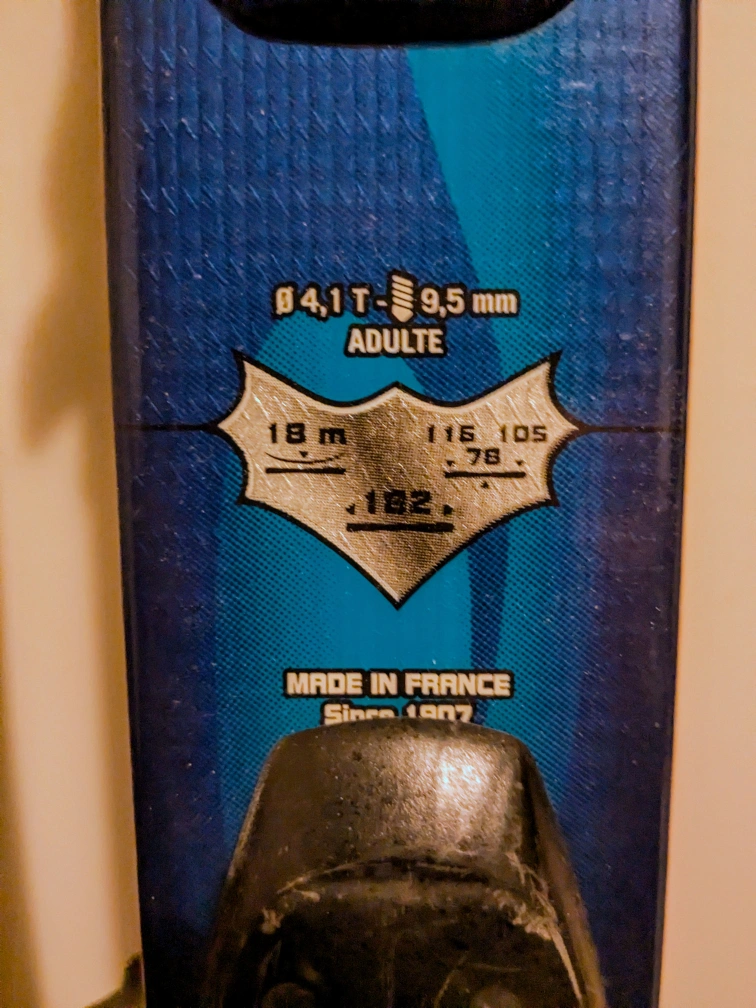 Ø 4,1 T - 9,5 mm
ADULTE
18 m
116 105
78
182
MADE IN FRANCE
Since 1907